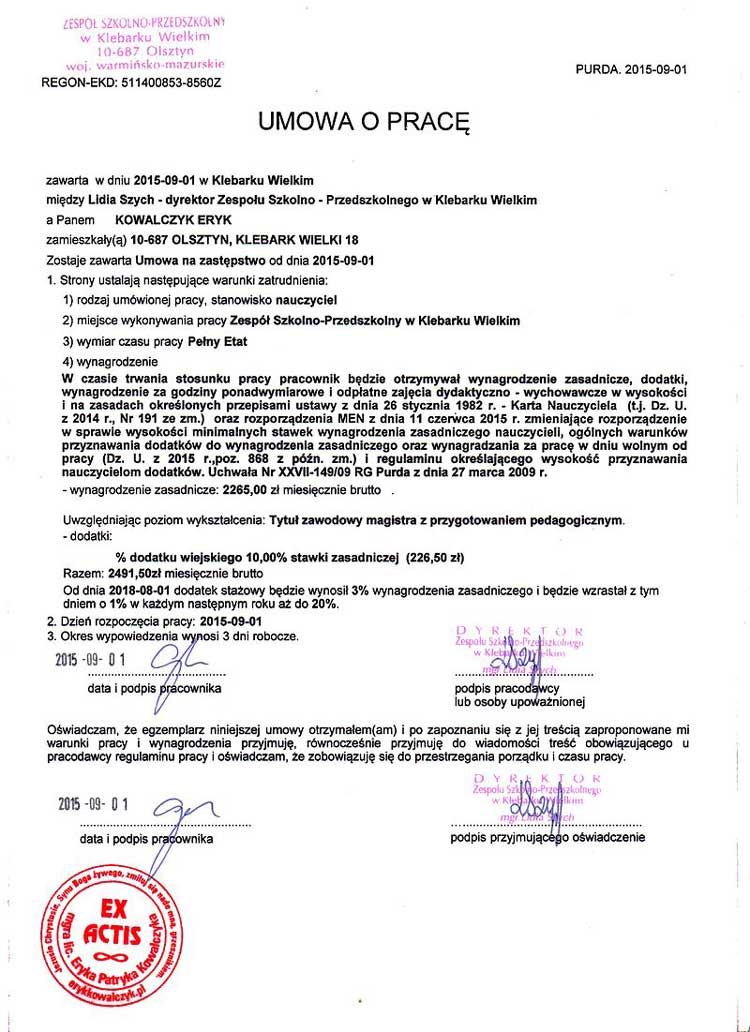 ZESPÓŁ SZKOLNO-PRZEDSZKOLNY
w Klebarku Wielkim
10-687 Olsztyn
woj. warmińsko-mazurskie
REGON-EKD: 511400853-8560Z
PURDA. 2015-09-01
UMOWA O PRACĘ
zawarta w dniu 2015-09-01 w Klebarku Wielkim
między Lidia Szych - dyrektor Zespołu Szkolno - Przedszkolnego w Klebarku Wielkim
a Panem KOWALCZYK ERYK
zamieszkały(ą) 10-687 OLSZTYN, KLEBARK WIELKI 18
Zostaje zawarta Umowa na zastępstwo od dnia 2015-09-01
1. Strony ustalają następujące warunki zatrudnienia:
1) rodzaj umówionej pracy, stanowisko nauczyciel
2) miejsce wykonywania pracy Zespół Szkolno-Przedszkolny w Klebarku Wielkim
3) wymiar czasu pracy Pełny Etat
4) wynagrodzenie
W czasie trwania stosunku pracy pracownik będzie otrzymywał wynagrodzenie zasadnicze, dodatki,
wynagrodzenie za godziny ponadwymiarowe i odpłatne zajęcia dydaktyczno - wychowawcze w wysokości
i na zasadach określonych przepisami ustawy z dnia 26 stycznia 1982 r. - Karta Nauczyciela (t.j. Dz. U.
z 2014 r., Nr 191 ze zm.) oraz rozporządzenia MEN z dnia 11 czerwca 2015 r. zmieniające rozporządzenie
w sprawie wysokości minimalnych stawek wynagrodzenia zasadniczego nauczycieli, ogólnych warunków
przyznawania dodatków do wynagrodzenia zasadniczego oraz wynagradzania za pracę w dniu wolnym od
pracy (Dz. U. z 2015 r.,poz. 868 z późn. zm.) i regulaminu określającego wysokość przyznawania
nauczycielom dodatków. Uchwała Nr XXVII-149/09 RG Purda z dnia 27 marca 2009 r.
- wynagrodzenie zasadnicze: 2265,00 zł miesięcznie brutto .
Uwzględniając poziom wykształcenia: Tytuł zawodowy magistra z przygotowaniem pedagogicznym.
- dodatki:
% dodatku wiejskiego 10,00% stawki zasadniczej (226,50 zł)
Razem: 2491,50zł miesięcznie brutto
Od dnia 2018-08-01 dodatek stażowy będzie wynosił 3% wynagrodzenia zasadniczego i będzie wzrastał z tym
dniem o 1% w każdym następnym roku aż do 20%.
2. Dzień rozpoczęcia pracy: 2015-09-01
3. Okres wypowiedzenia wynosi 3 dni robocze.
DYREKTOR
Zespołu Szkolno-Przedszkolnego
w Klebarku Wielkim
mgr Lidia Szych
2015 -09- 01
data i podpis pracownika
podpis pracodawcy
lub osoby upoważnionej
Oświadczam, że egzemplarz niniejszej umowy otrzymałem(am) i po zapoznaniu się z jej treścią zaproponowane mi
warunki pracy i wynagrodzenia przyjmuję, równocześnie przyjmuję do wiadomości treść obowiązującego u
pracodawcy regulaminu pracy i oświadczam, że zobowiązuję się do przestrzegania porządku i czasu pracy.
DYREKTOR
Zespołu Szkolno-Przedszkolnego
w Klebarku Wielkim
mgr Lidia Szych
2015 -09- 01
data i podpis pracownika
podpis przyjmującego oświadczenie
Jezusie Chrystusie, Synu Boga żywego, zmiłuj się nade mną, grzesznikiem.
EX
ACTIS
mgra lic. Eryka Patryka Kowalczyka
erykkowalczyk.pl